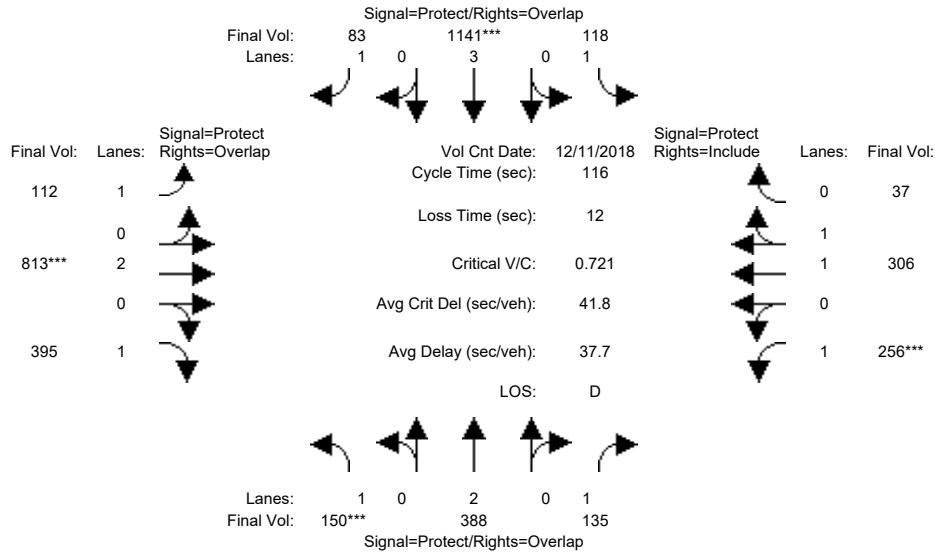 Signal=Protect/Rights=Overlap
Final Vol: 83 1141*** 118
Lanes: 1 0 3 0 1
Signal=Protect Signal=Protect
Final Vol: Lanes: Rights=Overlap Vol Cnt Date: 12/11/2018 Rights=Include Lanes: Final Vol:
Cycle Time (sec): 116
112 1 0 37
Loss Time (sec): 12
0 1
813*** 2 Critical V/C: 0.721 1 306
0 Avg Crit Del (sec/veh): 41.8 0
395 1 Avg Delay (sec/veh): 37.7 1 256***
LOS: D
Lanes: 1 0 2 0 1
Final Vol: 150*** 388 135
Signal=Protect/Rights=Overlap